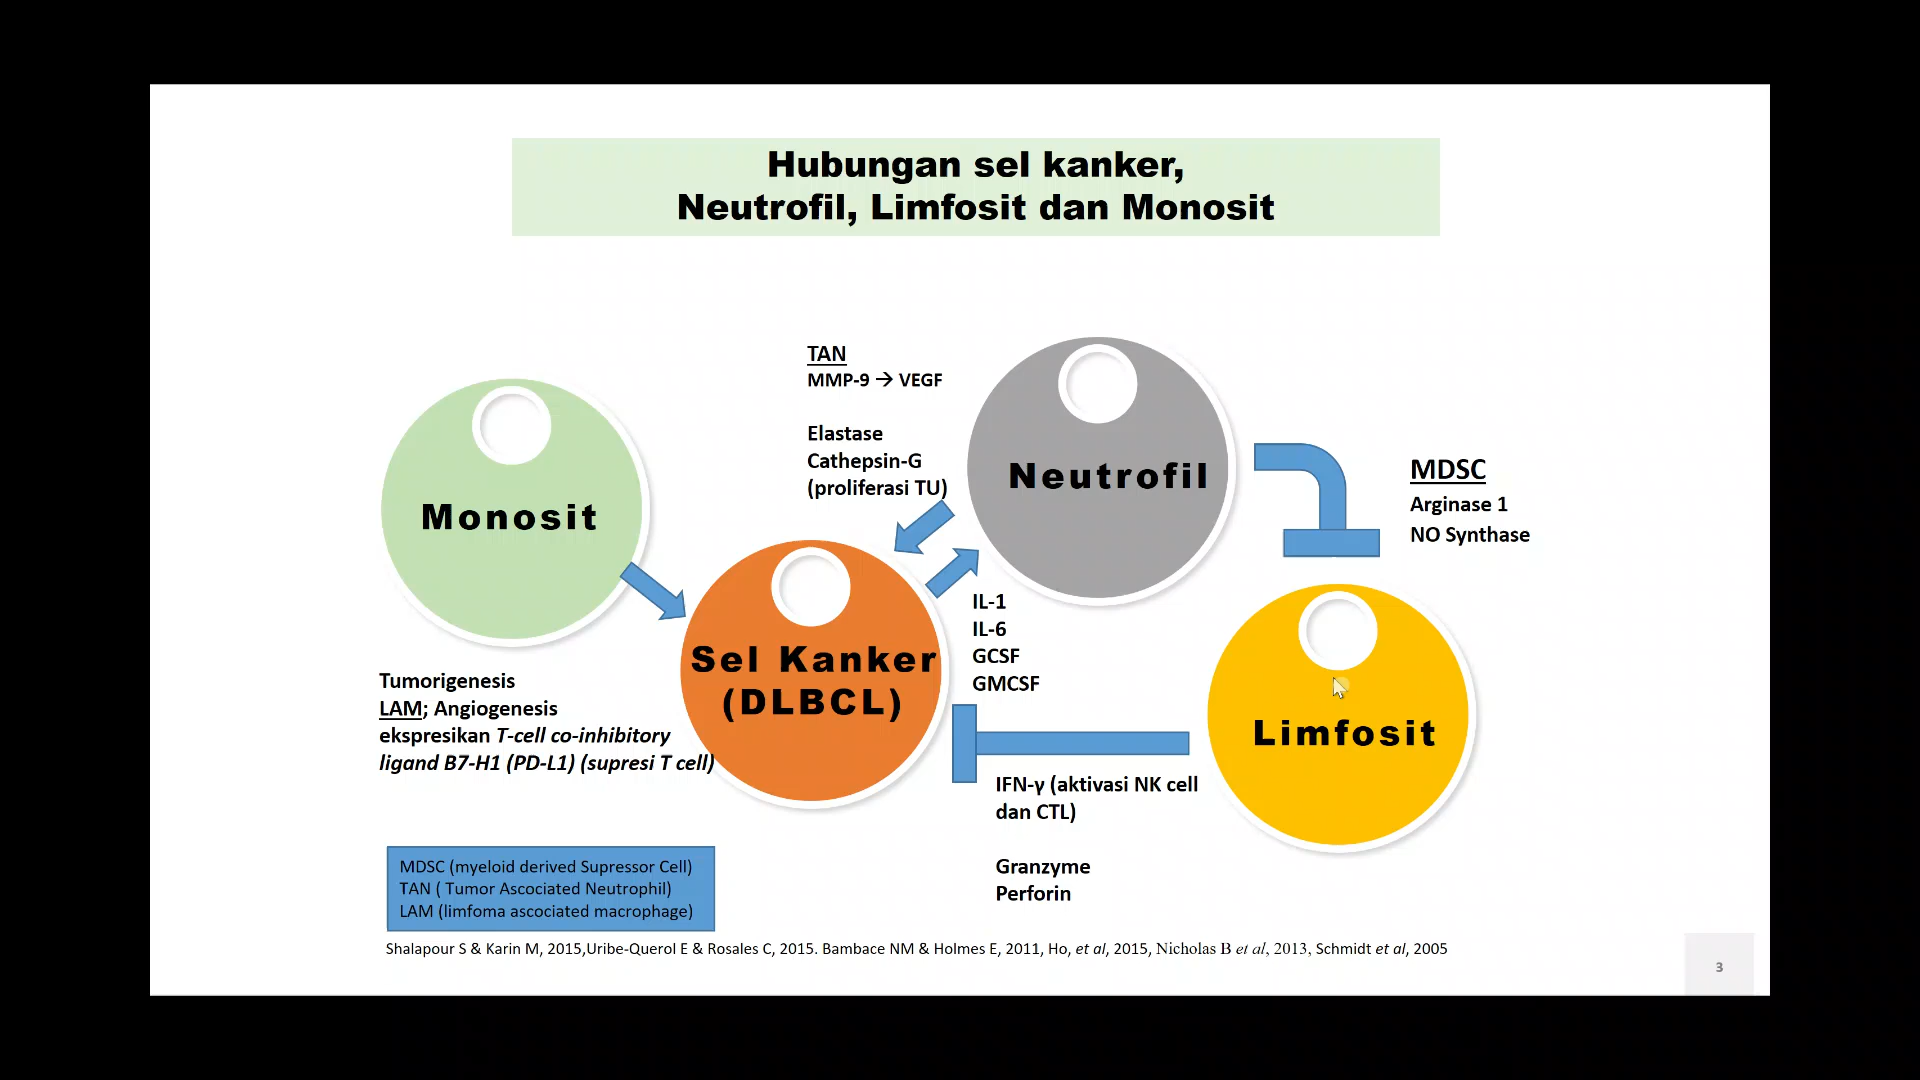 Hubungan sel kanker,
Neutrofil, Limfosit dan Monosit
TAN
MMP-9 → VEGF
Elastase
Cathepsin-G
(proliferasi TU)
Neutrofil
MDSC
Arginase 1
NO Synthase
Monosit
Sel Kanker
(DLBCL)
IL-1
IL-6
GCSF
GMCSF
Limfosit
Tumorigenesis
LAM; Angiogenesis
ekspresikan T-cell co-inhibitory
ligand B7-H1 (PD-L1) (supresi T cell)
IFN-γ (aktivasi NK cell
dan CTL)
Granzyme
Perforin
MDSC (myeloid derived Supressor Cell)
TAN ( Tumor Ascociated Neutrophil)
LAM (limfoma ascociated macrophage)
Shalapour S & Karin M, 2015,Uribe-Querol E & Rosales C, 2015. Bambace NM & Holmes E, 2011, Ho, et al, 2015, Nicholas B et al, 2013, Schmidt et al, 2005
3